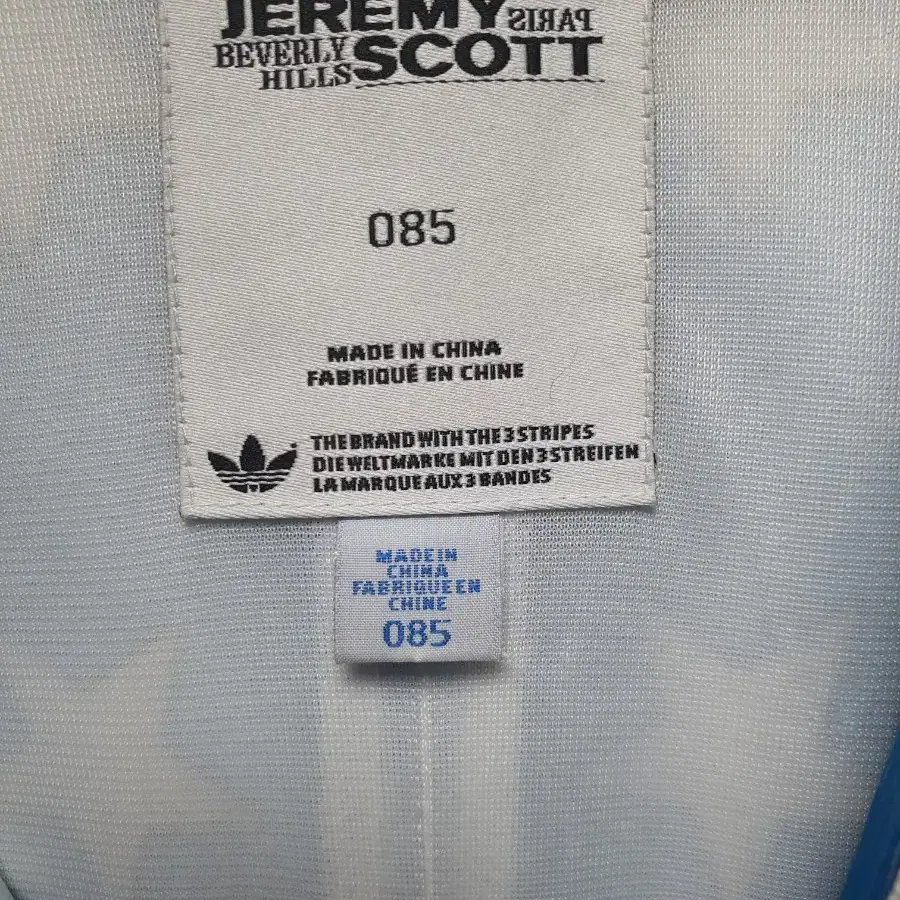 JEREMY PARIS
BEVERLY
HILLS SCOTT
085
MADE IN CHINA
FABRIQUÉ EN CHINE
THE BRAND WITH THE 3 STRIPES
DIE WELTMARKE MIT DEN 3 STREIFEN
LA MARQUE AUX 3 BANDES
MADE IN
CHINA
FABRIQUE EN
CHINE
085